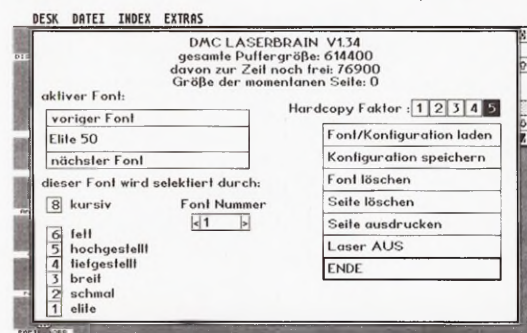 DESK DATEI INDEX EXTRAS
DMC LASERBRAIN V1.34
gesamte Puffergröße: 614400
davon zur Zeit noch frei: 76900
Größe der momentanen Seite: 0
aktiver Font:
voriger Font
Elite 50
nächster Font
dieser Font wird selektiert durch:
8 kursiv
Font Nummer
< 1 >
6 fett
5 hochgestellt
4 tiefgestellt
3 breit
2 schmal
1 elite
Hardcopy Faktor : 1 2 3 4 5
Font/Konfiguration laden
Konfiguration speichern
Font löschen
Seite löschen
Seite ausdrucken
Laser AUS
ENDE